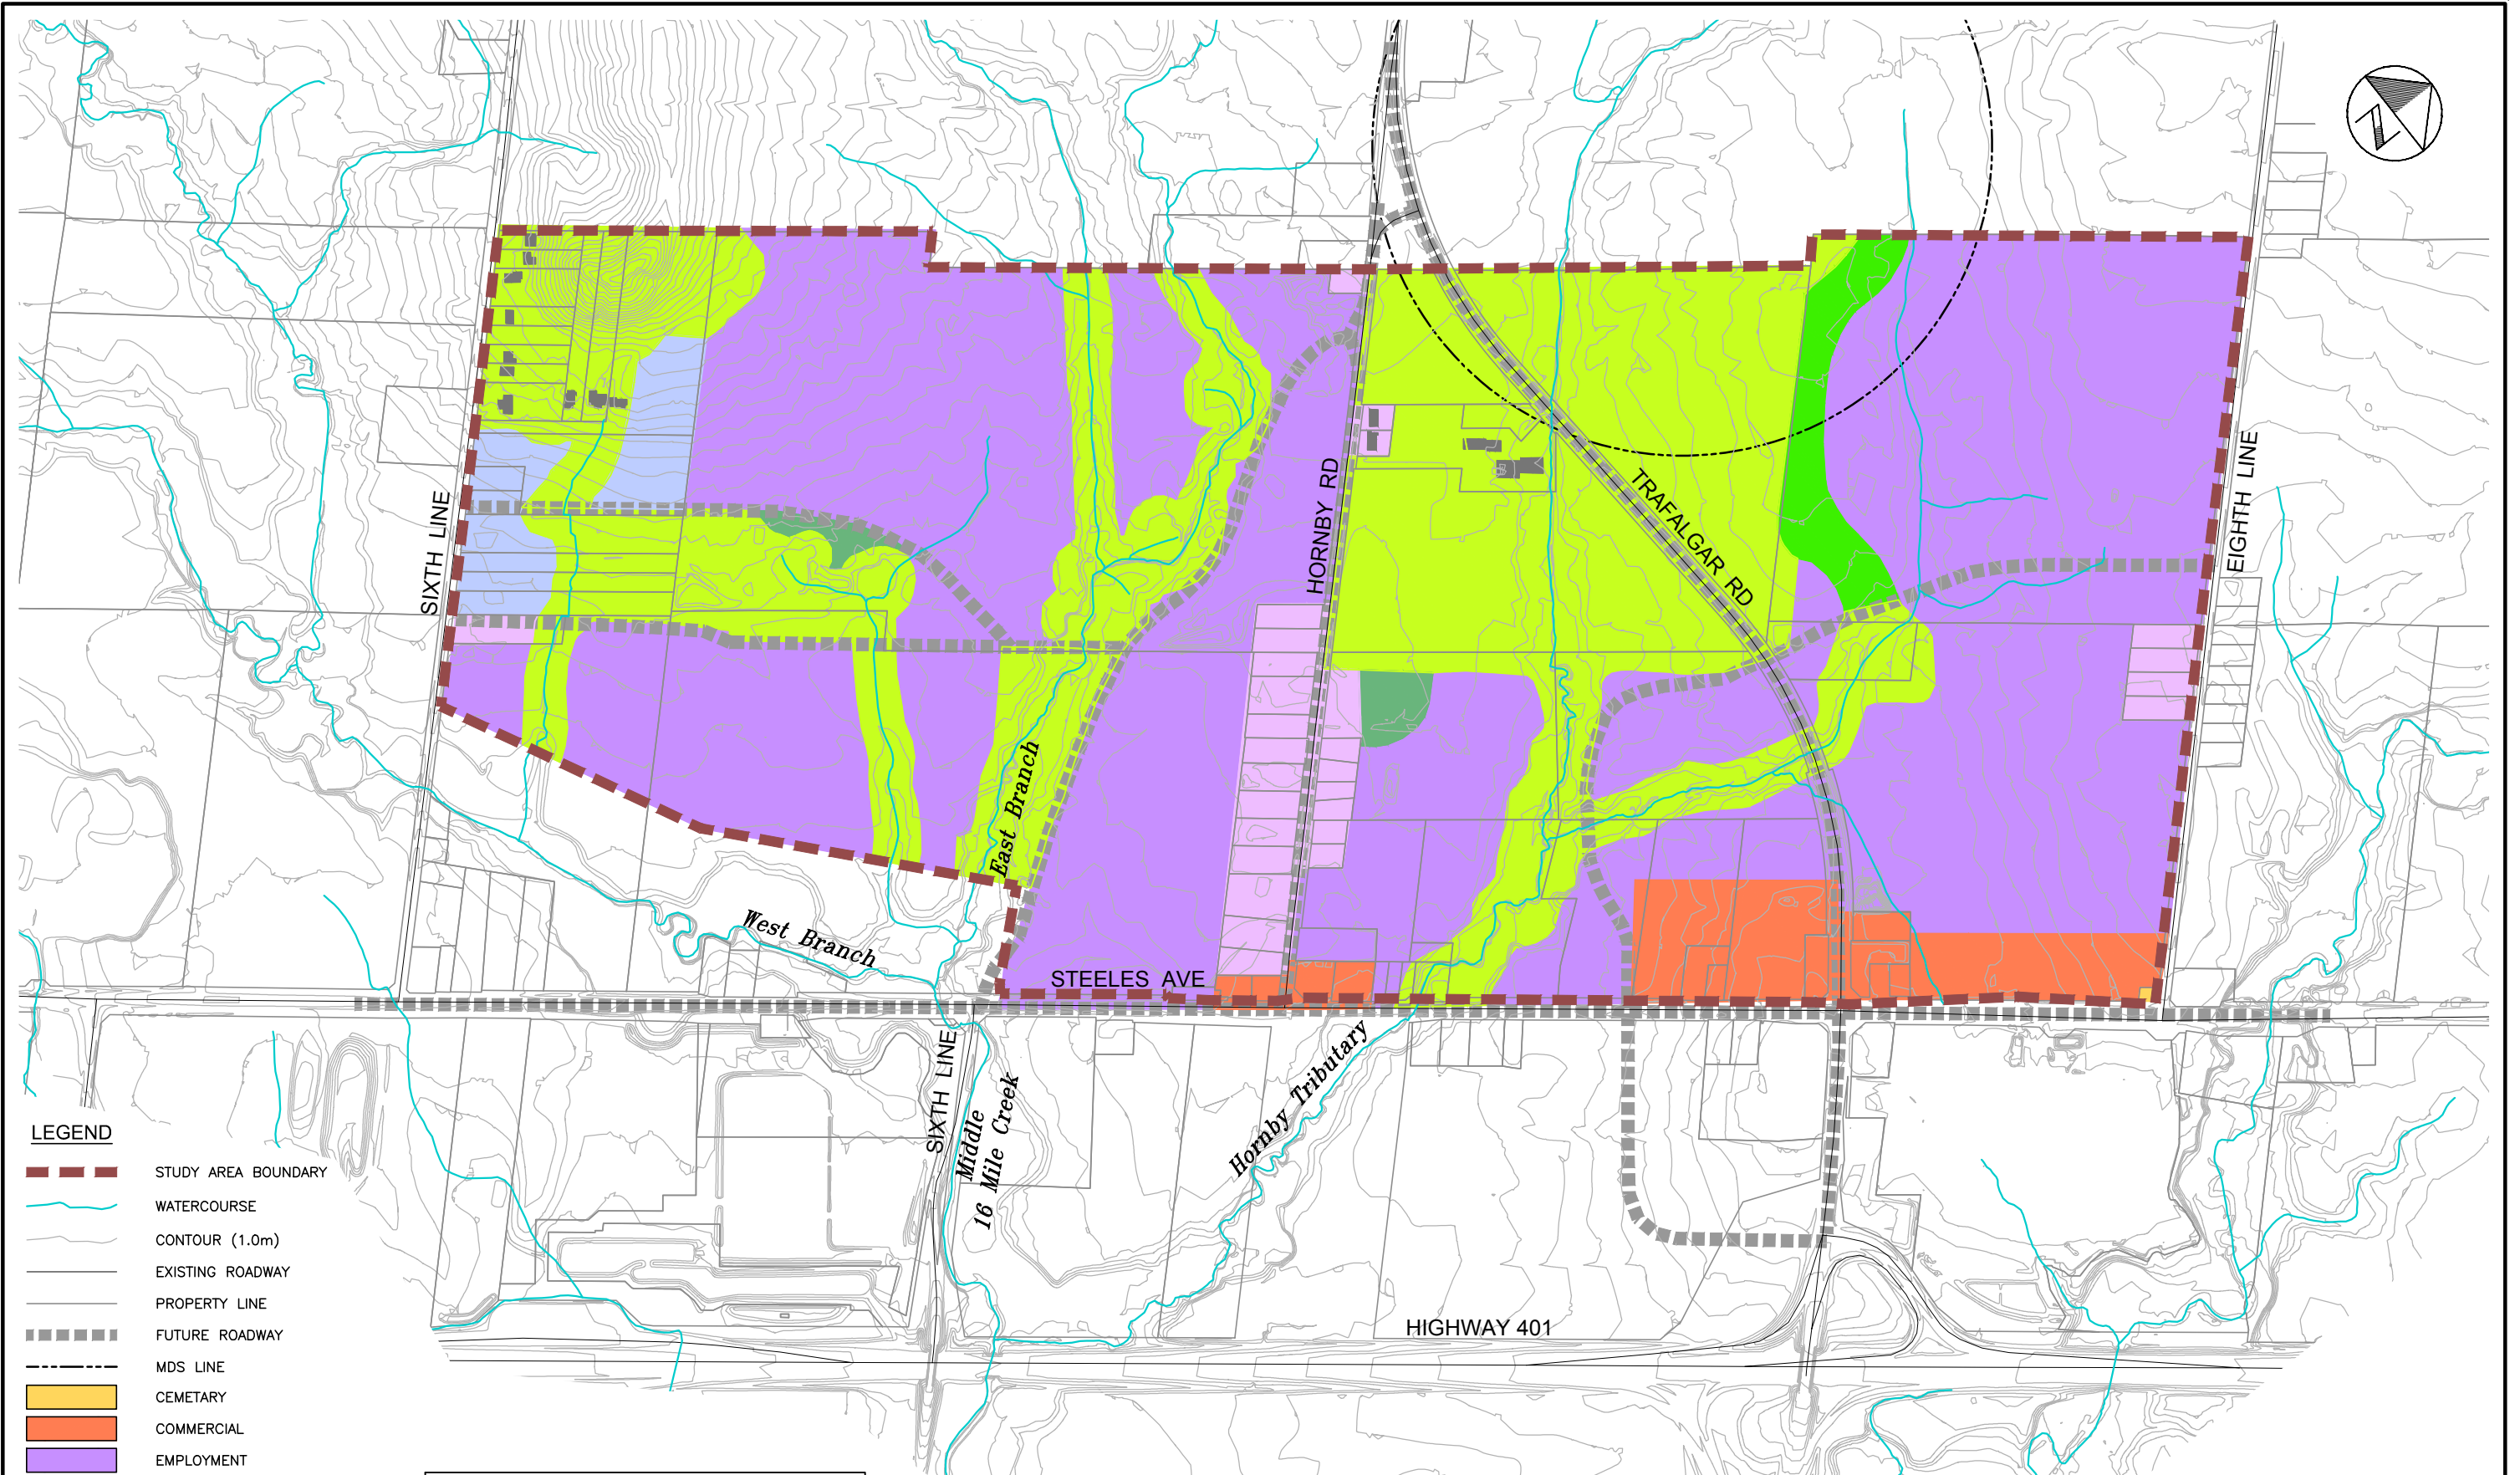 SIXTH LINE
HORNBY RD
TRAFALGAR RD
EIGHTH LINE
East Branch
West Branch
STEELES AVE
SIXTH LINE
Middle
16 Mile Creek
Hornby Tributary
HIGHWAY 401
LEGEND
STUDY AREA BOUNDARY
WATERCOURSE
CONTOUR (1.0m)
EXISTING ROADWAY
PROPERTY LINE
FUTURE ROADWAY
MDS LINE
CEMETARY
COMMERCIAL
EMPLOYMENT